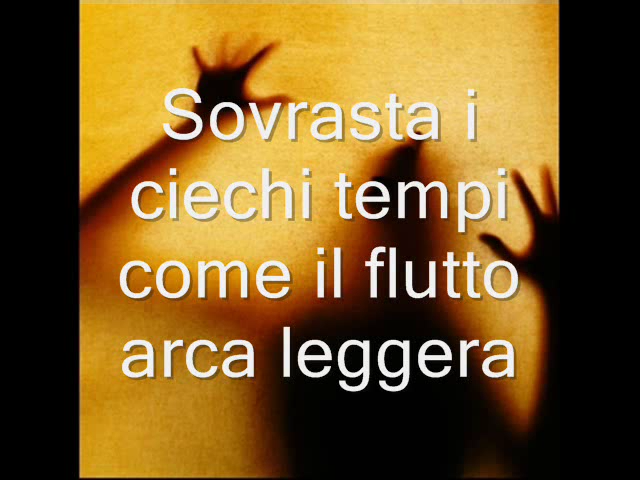 Sovrasta i
ciechi tempi
come il flutto
arca leggera